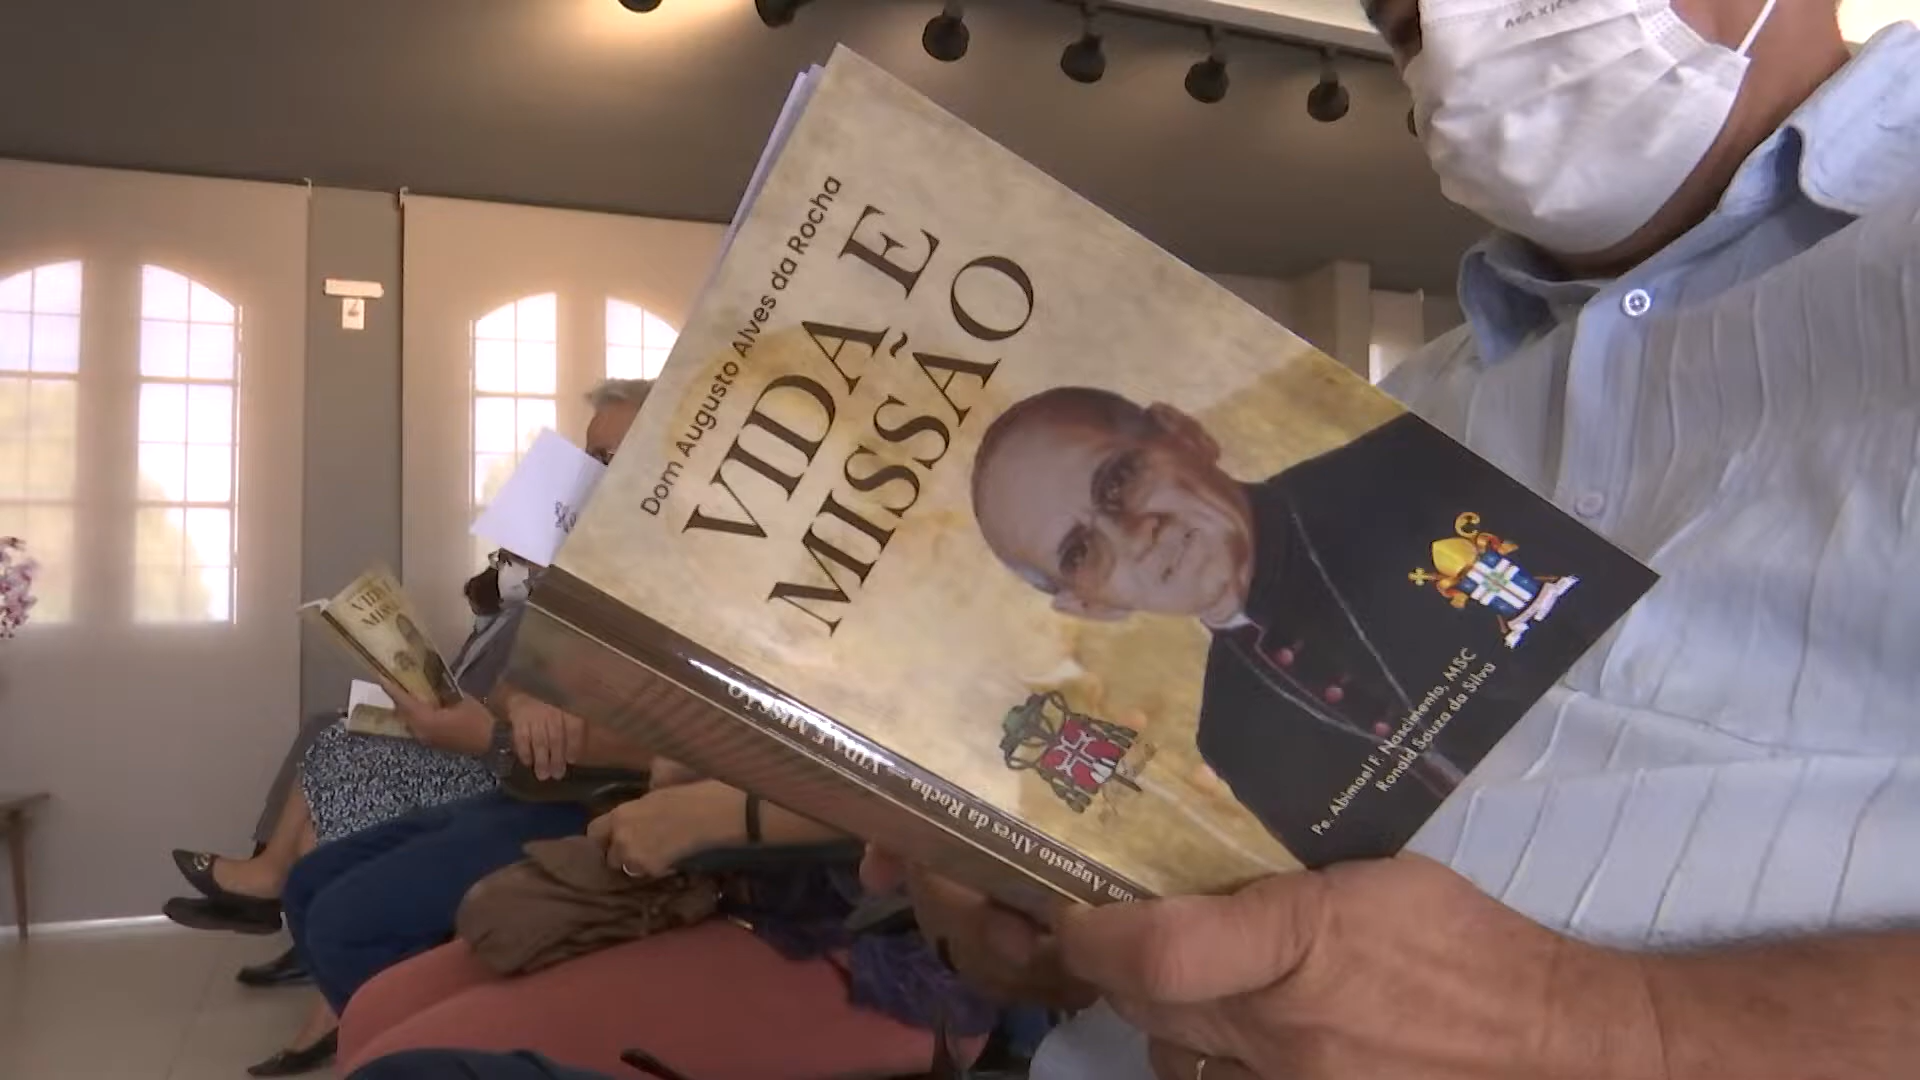 Dom Augusto Alves da Rocha
VIDA E
MISSÃO
Pe. Abimael F. Nascimento, MSC
Ronald Souza da Silva
Dom Augusto Alves da Rocha — VIDA E MISSÃO
VIDA